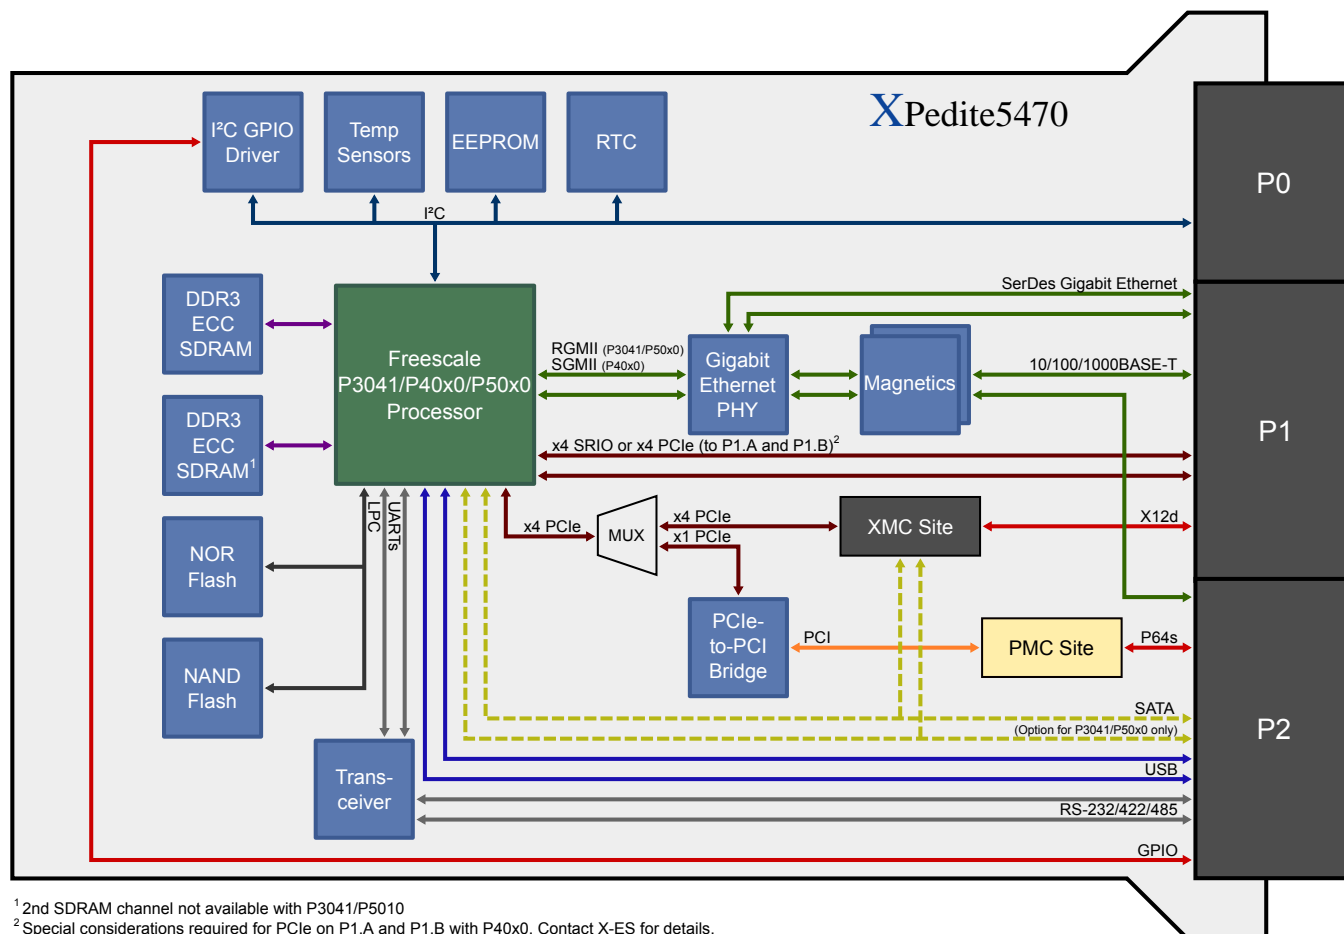 XPedite5470
I²C GPIO
Driver
Temp
Sensors
EEPROM
RTC
P0
I²C
SerDes Gigabit Ethernet
DDR3
ECC
SDRAM
Freescale
P3041/P40x0/P50x0
Processor
RGMII (P3041/P50x0)
SGMII (P40x0)
Gigabit
Ethernet
PHY
Magnetics
10/100/1000BASE-T
P1
DDR3
ECC
SDRAM¹
x4 SRIO or x4 PCIe (to P1.A and P1.B)²
LPC
UARTs
x4 PCIe
MUX
x4 PCIe
x1 PCIe
XMC Site
X12d
NOR
Flash
PCIe-
to-PCI
Bridge
PCI
PMC Site
P64s
NAND
Flash
SATA
(Option for P3041/P50x0 only)
P2
USB
Trans-
ceiver
RS-232/422/485
GPIO
¹ 2nd SDRAM channel not available with P3041/P5010
² Special considerations required for PCIe on P1.A and P1.B with P40x0. Contact X-ES for details.